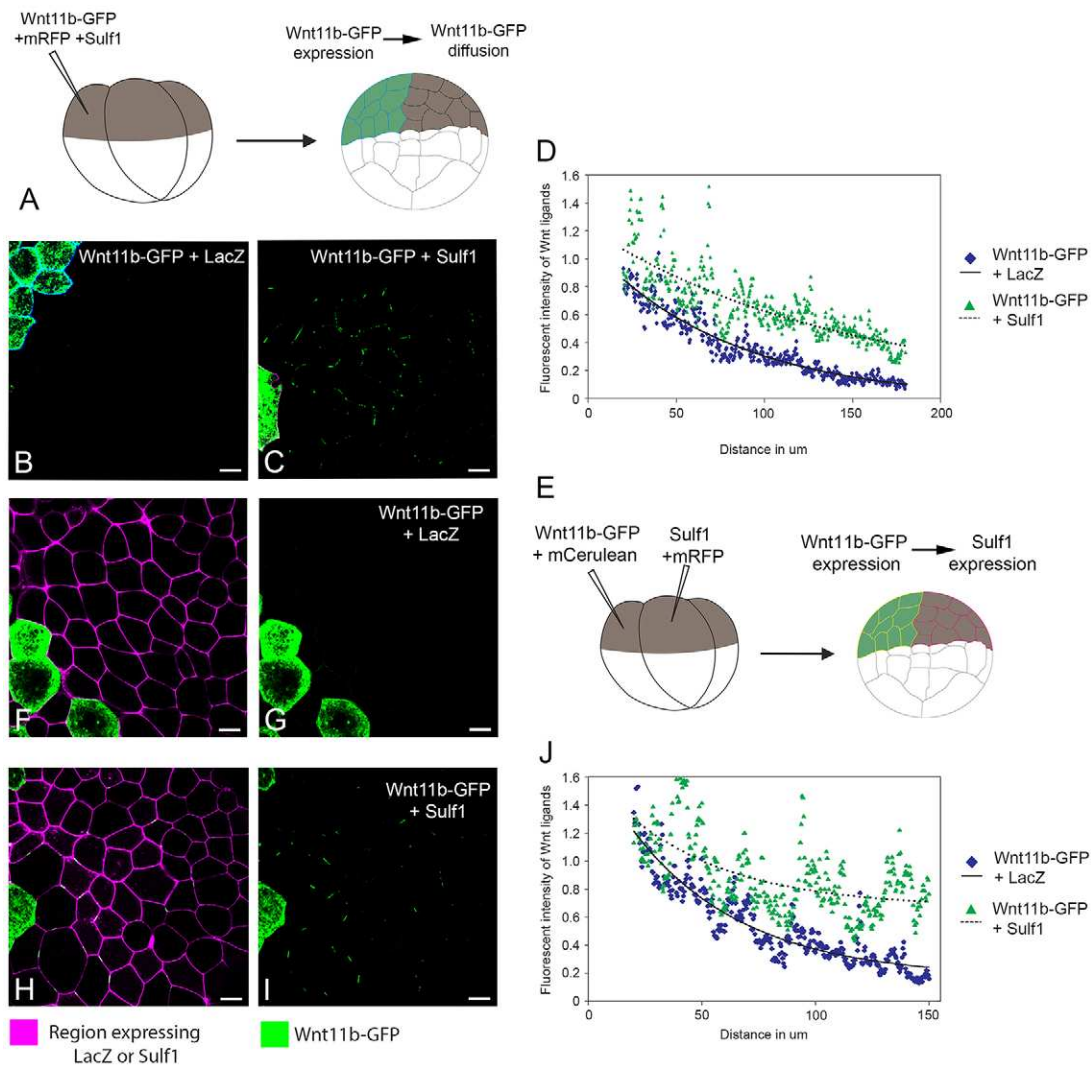 Wnt11b-GFP
+mRFP +Sulf1
Wnt11b-GFP
expression
Wnt11b-GFP
diffusion
A
B
Wnt11b-GFP + LacZ
C
Wnt11b-GFP + Sulf1
D
Fluorescent intensity of Wnt ligands
1.6
1.4
1.2
1.0
0.8
0.6
0.4
0.2
0
0
50
100
150
200
Distance in um
Wnt11b-GFP
+ LacZ
Wnt11b-GFP
+ Sulf1
E
Wnt11b-GFP
+ mCerulean
Sulf1
+mRFP
Wnt11b-GFP
expression
Sulf1
expression
F
G
Wnt11b-GFP
+ LacZ
H
I
Wnt11b-GFP
+ Sulf1
J
Fluorescent intensity of Wnt ligands
1.6
1.4
1.2
1.0
0.8
0.6
0.4
0.2
0
0
50
100
150
Distance in um
Wnt11b-GFP
+ LacZ
Wnt11b-GFP
+ Sulf1
Region expressing
LacZ or Sulf1
Wnt11b-GFP